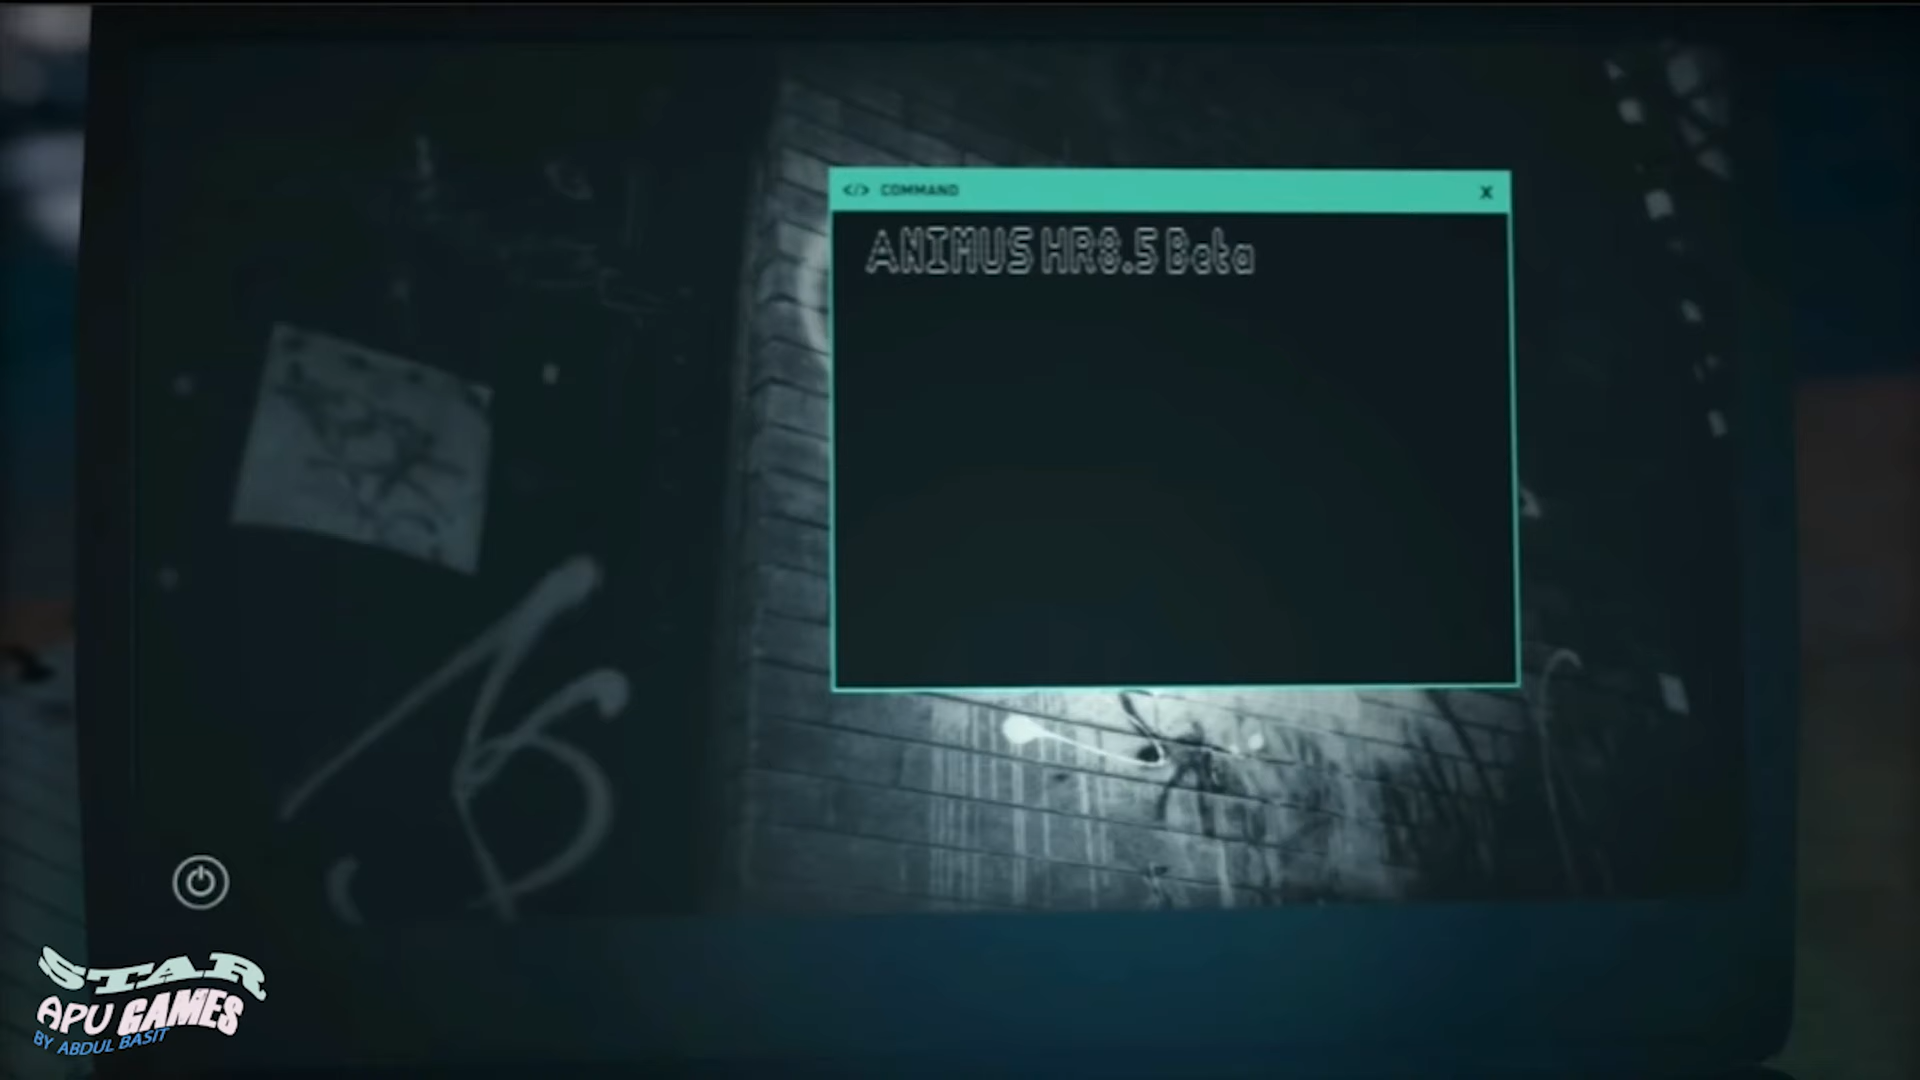 </> COMMAND X
ANIMUS HR8.5 Beta
STAR
APU GAMES
BY ABDUL BASIT